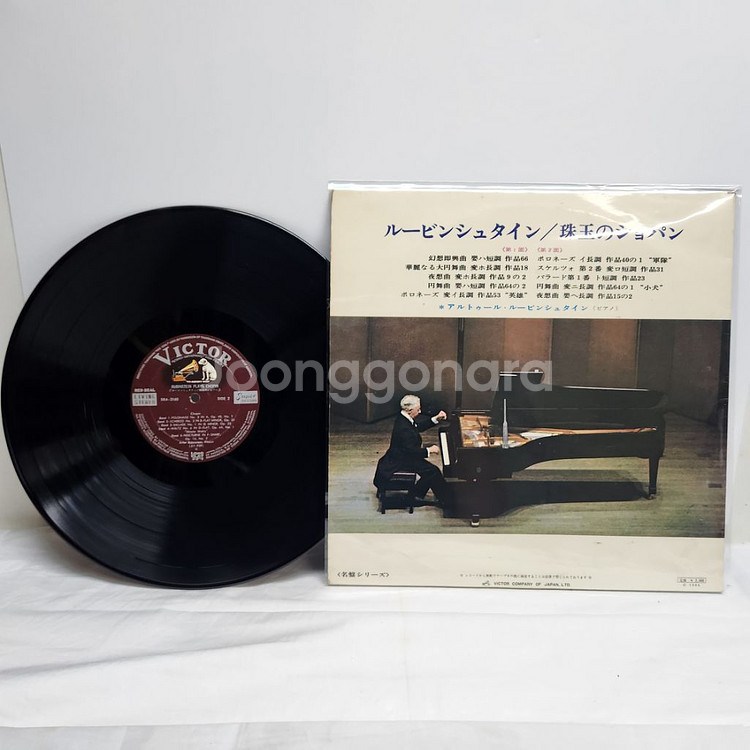 ルービンシュタイン/珠玉のショパン
《第1面》 《第2面》
幻想即興曲 嬰ハ短調 作品66 ポロネーズ イ長調 作品40の1 “軍隊”
華麗なる大円舞曲 変ホ長調 作品18 スケルツォ 第2番 変ロ短調 作品31
夜想曲 変ホ長調 作品9の2 バラード第1番 ト短調 作品23
円舞曲 嬰ハ短調 作品64の2 円舞曲 変ニ長調 作品64の1 “小犬”
ポロネーズ 変イ長調 作品53 “英雄” 夜想曲 嬰ヘ長調 作品15の2
＊アルトゥール・ルービンシュタイン(ピアノ)
joonggonara
VICTOR
RED SEAL
RUBINSTEIN PLAYS CHOPIN
LIVING STEREO
SIDE 2
Chopin
《名盤シリーズ》
VICTOR COMPANY OF JAPAN, LTD.